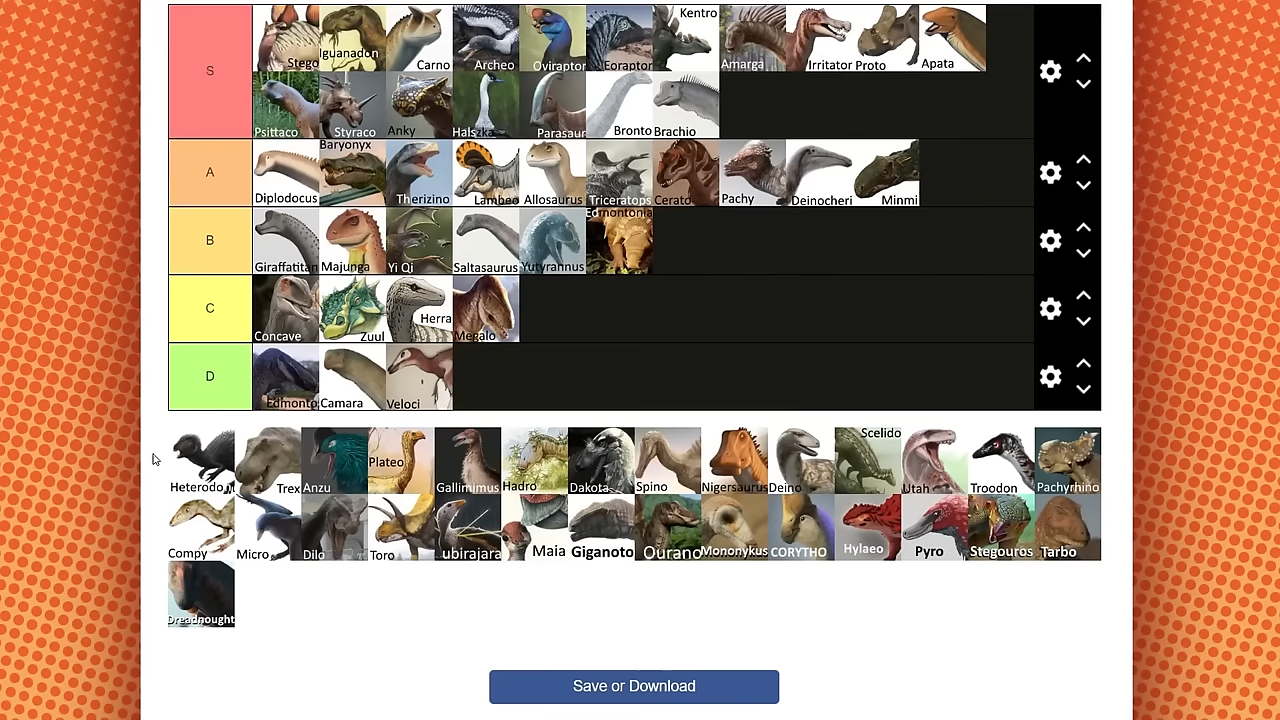 S
Stego
Iguanadon
Carno
Archeo
Oviraptor
Eoraptor
Kentro
Amarga
Irritator
Proto
Apata
Psittaco
Styraco
Anky
Halszka
Parasaur
Bronto
Brachio
A
Diplodocus
Baryonyx
Therizino
Lambeo
Allosaurus
Triceratops
Cerato
Pachy
Deinocheri
Minmi
B
Giraffatitan
Majunga
Yi Qi
Saltasaurus
Yutyrannus
Edmontonia
C
Concave
Zuul
Herra
Megalo
D
Edmonto
Camara
Veloci
Trex
Anzu
Plateo
Gallimimus
Hadro
Dakota
Spino
Nigersaurus
Deino
Scelido
Utah
Troodon
Pachyrhino
Compy
Micro
Dilo
Toro
ubirajara
Maia
Giganoto
Ourano
Mononykus
CORYTHO
Hylaeo
Pyro
Stegouros
Tarbo
Dreadnought
Save or Download